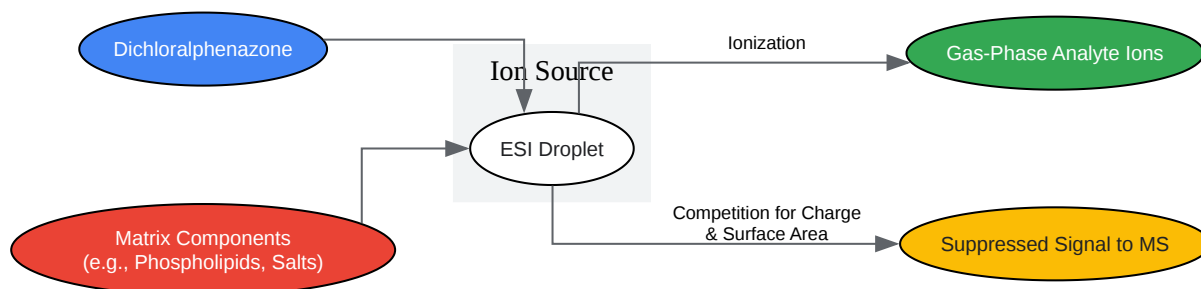 Dichloralphenazone
Ionization
Gas-Phase Analyte Ions
Ion Source
ESI Droplet
Matrix Components
(e.g., Phospholipids, Salts)
Competition for Charge
& Surface Area
Suppressed Signal to MS